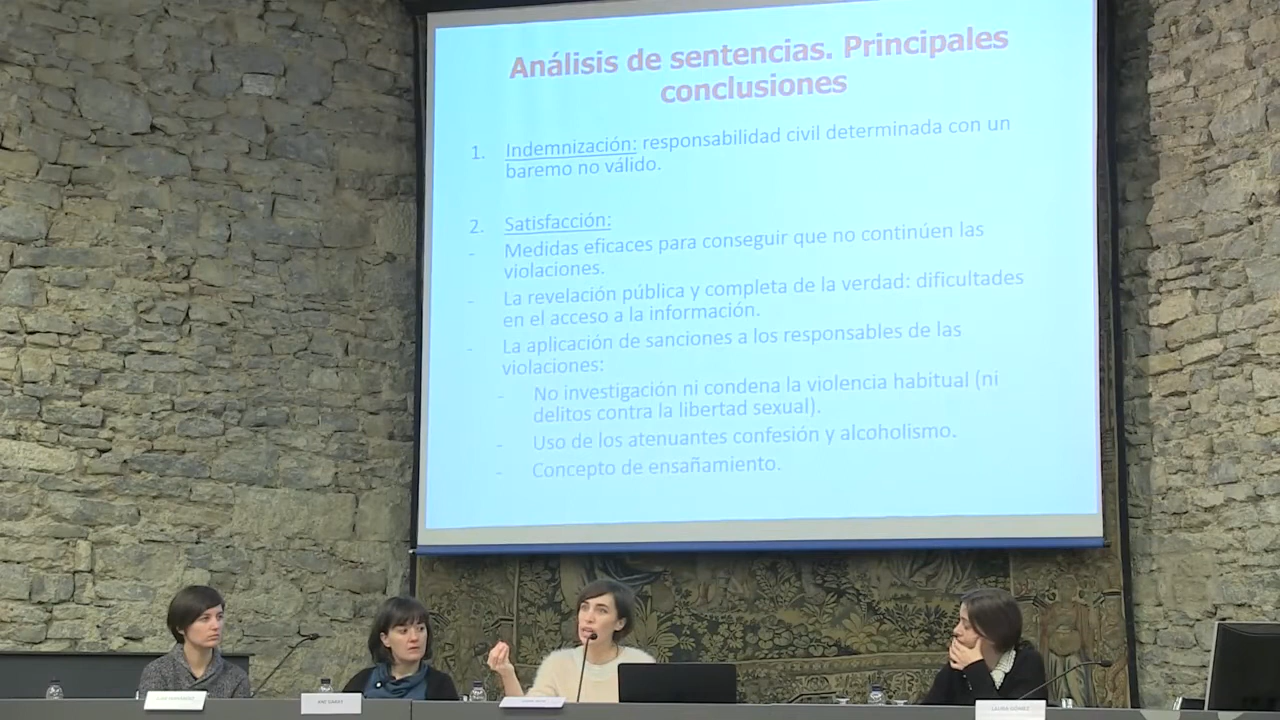 Análisis de sentencias. Principales
conclusiones
1. Indemnización: responsabilidad civil determinada con un
baremo no válido.
2. Satisfacción:
- Medidas eficaces para conseguir que no continúen las
violaciones.
- La revelación pública y completa de la verdad: dificultades
en el acceso a la información.
- La aplicación de sanciones a los responsables de las
violaciones:
- No investigación ni condena la violencia habitual (ni
delitos contra la libertad sexual).
- Uso de los atenuantes confesión y alcoholismo.
- Concepto de ensañamiento.
LAURA GÓMEZ